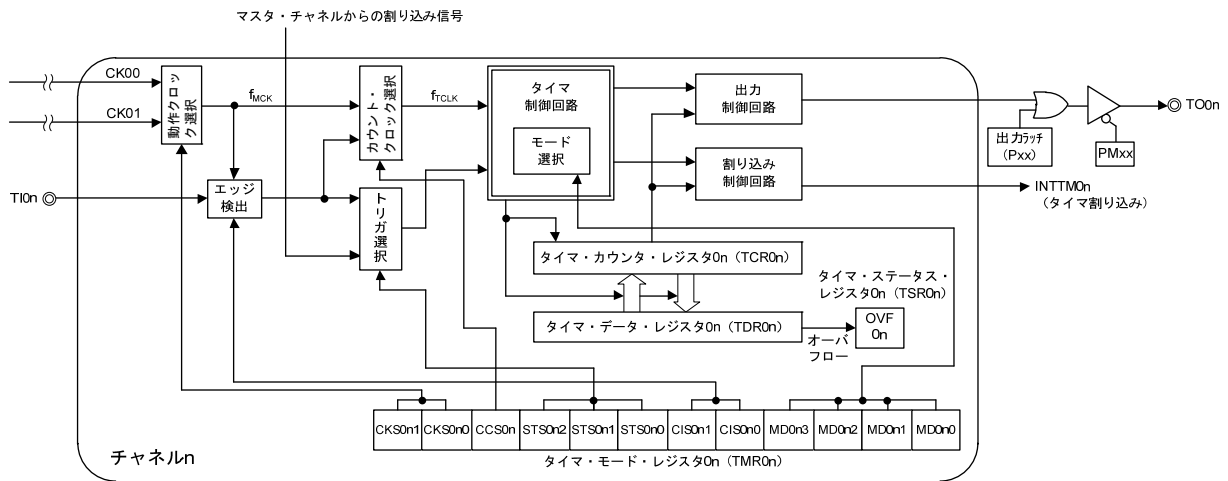 マスタ・チャネルからの割り込み信号
CK00
CK01
動作クロッ
ク選択
fMCK
カウント・
クロック選択
fTCLK
タイマ
制御回路
モード
選択
出力
制御回路
割り込み
制御回路
出力ﾗｯﾁ
(Pxx)
PMxx
TO0n
INTTM0n
(タイマ割り込み)
TI0n
エッジ
検出
トリガ選択
タイマ・カウンタ・レジスタ0n (TCR0n)
タイマ・データ・レジスタ0n (TDR0n)
タイマ・ステータス・
レジスタ0n (TSR0n)
オーバ
フロー
OVF
0n
CKS0n1 CKS0n0 CCS0n STS0n2 STS0n1 STS0n0 CIS0n1 CIS0n0 MD0n3 MD0n2 MD0n1 MD0n0
タイマ・モード・レジスタ0n (TMR0n)
チャネルn